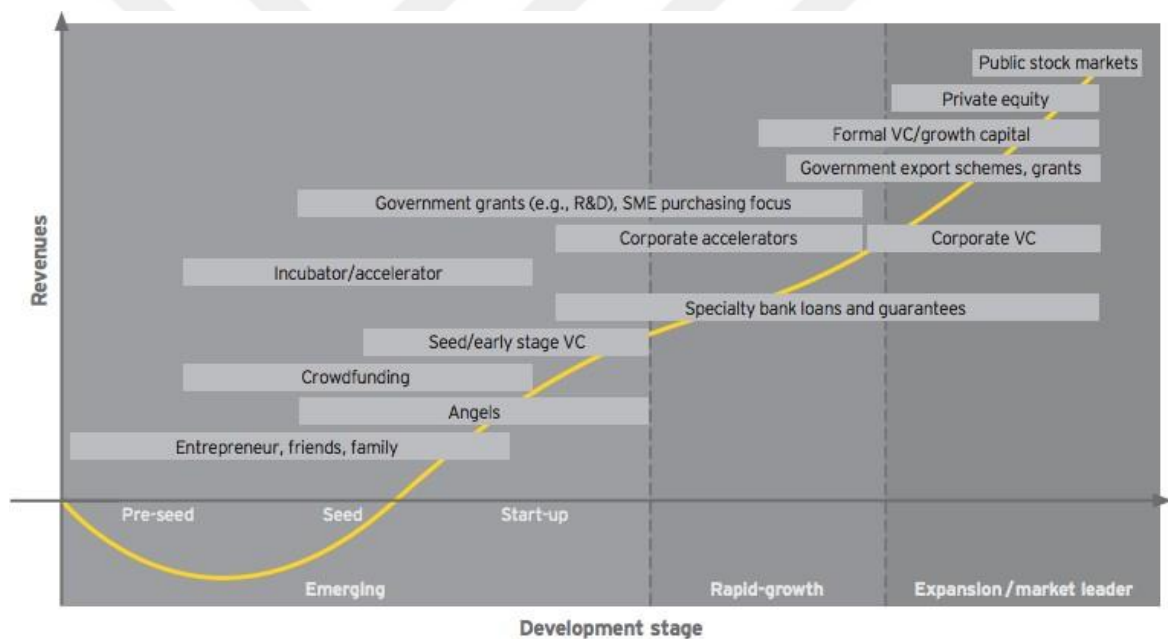 Public stock markets
Private equity
Formal VC/growth capital
Government export schemes, grants
Government grants (e.g., R&D), SME purchasing focus
Corporate accelerators
Corporate VC
Incubator/accelerator
Specialty bank loans and guarantees
Seed/early stage VC
Crowdfunding
Angels
Entrepreneur, friends, family
Revenues
Pre-seed
Seed
Start-up
Emerging
Rapid-growth
Expansion/market leader
Development stage